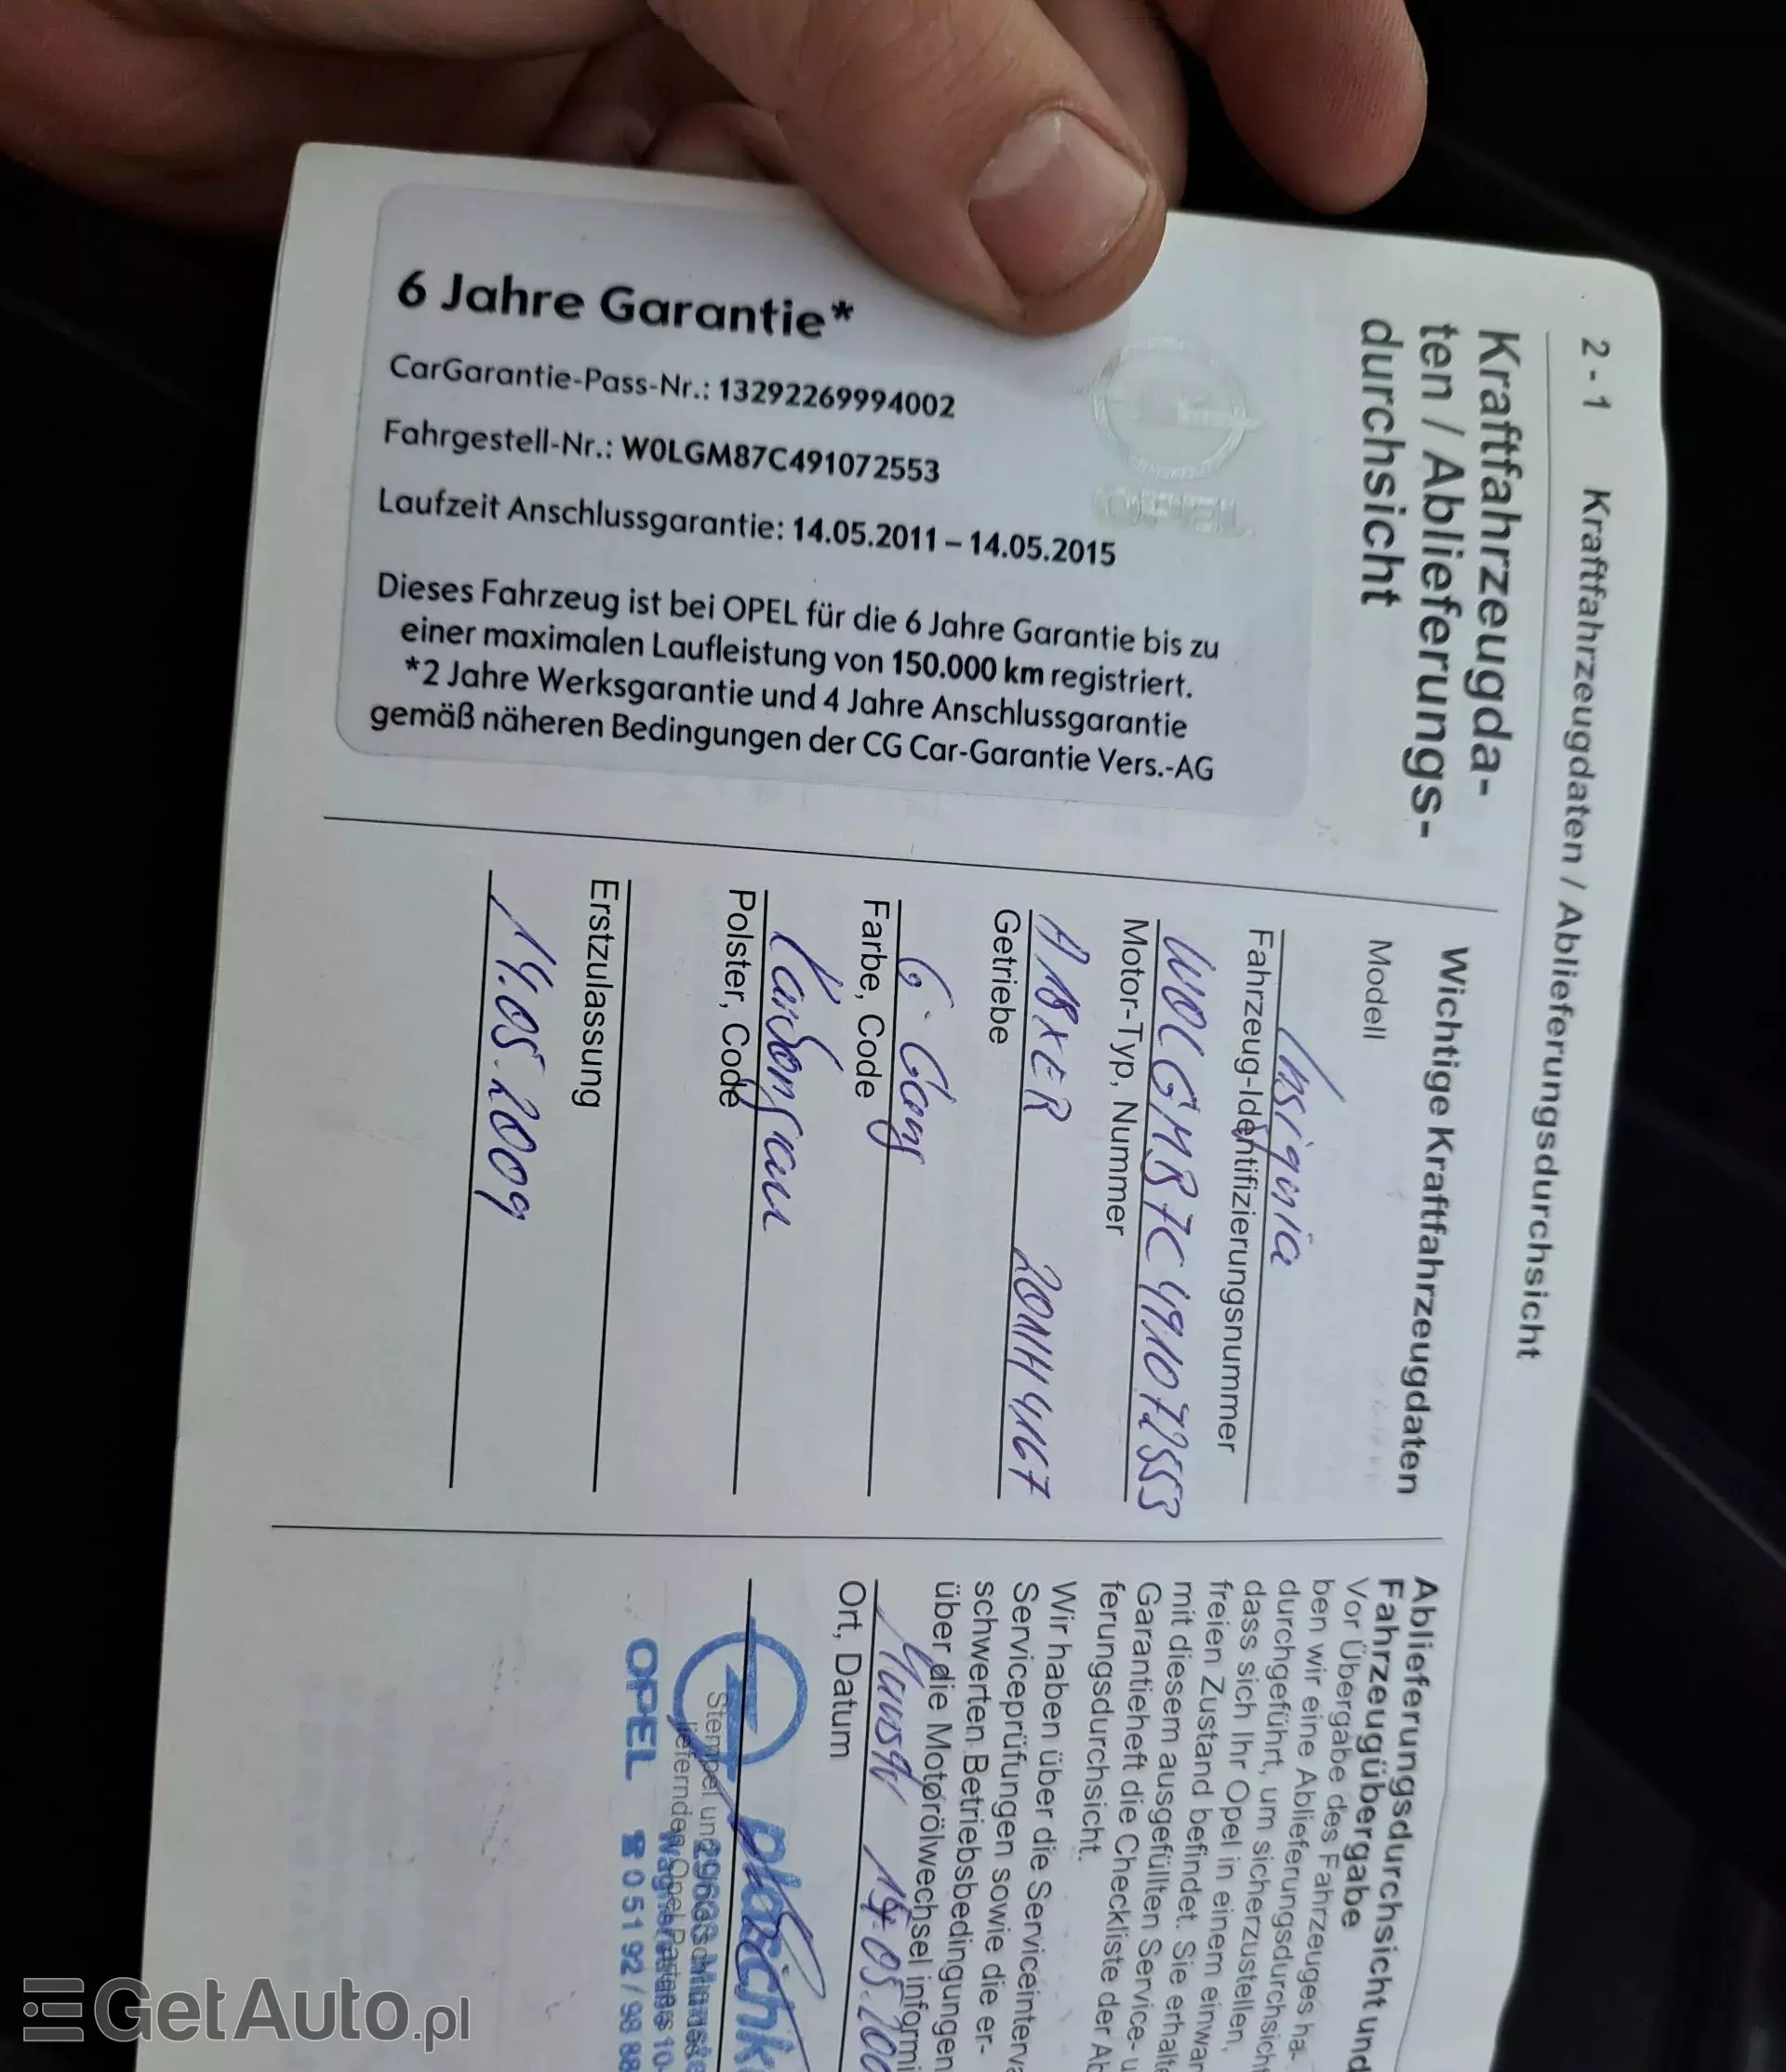 2 - 1 Kraftfahrzeugdaten / Ablieferungsdurchsicht
Kraftfahrzeugda-
ten / Ablieferungs-
durchsicht
OPEL
6 Jahre Garantie*
CarGarantie-Pass-Nr.: 13292269994002
Fahrgestell-Nr.: W0LGM87C491072553
Laufzeit Anschlussgarantie: 14.05.2011 – 14.05.2015
Dieses Fahrzeug ist bei OPEL für die 6 Jahre Garantie bis zu
einer maximalen Laufleistung von 150.000 km registriert.
*2 Jahre Werksgarantie und 4 Jahre Anschlussgarantie
gemäß näheren Bedingungen der CG Car-Garantie Vers.-AG
Wichtige Kraftfahrzeugdaten
Modell
Insignia
Fahrzeug-Identifizierungsnummer
W0LGM87C491072553
Motor-Typ, Nummer
A18XER
Getriebe
6-Gang
Farbe, Code
Polster, Code
Erstzulassung
14.05.2009
Ablieferungsdurchsicht und
Fahrzeugübergabe
Vor Übergabe des Fahrzeuges ha-
ben wir eine Ablieferungsdurchsicht
durchgeführt, um sicherzustellen,
dass sich Ihr Opel in einem
freien Zustand befindet. Sie
mit diesem ausgefüllten Service-
Garantieheft die Checkliste der
ferungsdurchsicht.
Wir haben über die
Serviceprüfungen sowie die er-
schwerten Betriebsbedingungen
über die Motorölwechsel
Munster
Ort, Datum
Stempel
OPEL
GetAuto.pl